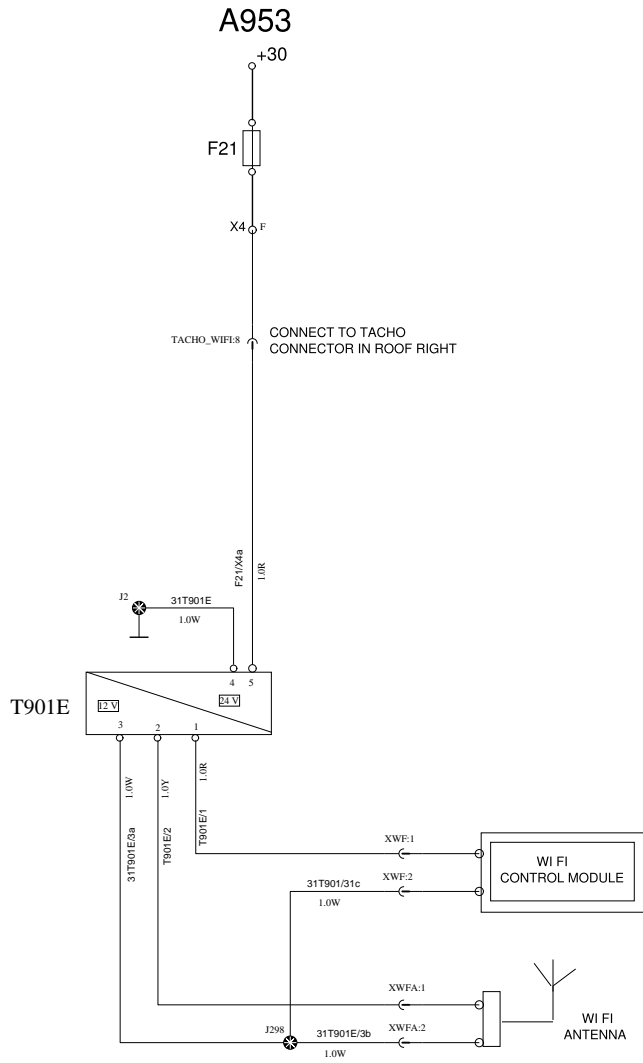 A953
+30
F21
X4 F
TACHO_WIFI:8
CONNECT TO TACHO
CONNECTOR IN ROOF RIGHT
F21/X4a
1.0R
J2
31T901E
1.0W
4 5
T901E
12 V
24 V
3 2 1
1.0W
1.0Y
1.0R
31T901E/3a
T901E/2
T901E/1
XWF:1
WI FI
CONTROL MODULE
31T901/31c
XWF:2
1.0W
XWFA:1
J298
31T901E/3b
XWFA:2
1.0W
WI FI
ANTENNA